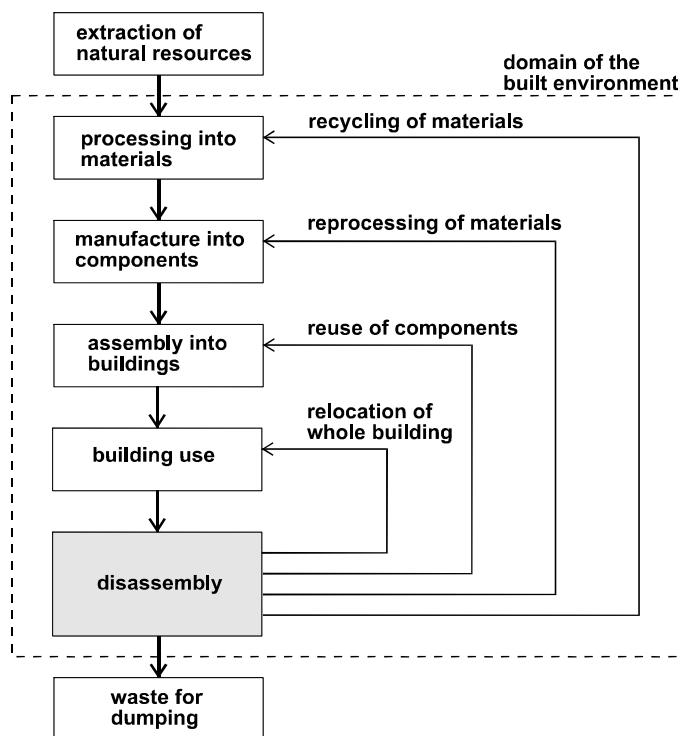 extraction of
natural resources
domain of the
built environment
processing into
materials
recycling of materials
manufacture into
components
reprocessing of materials
assembly into
buildings
reuse of components
relocation of
whole building
building use
disassembly
waste for
dumping